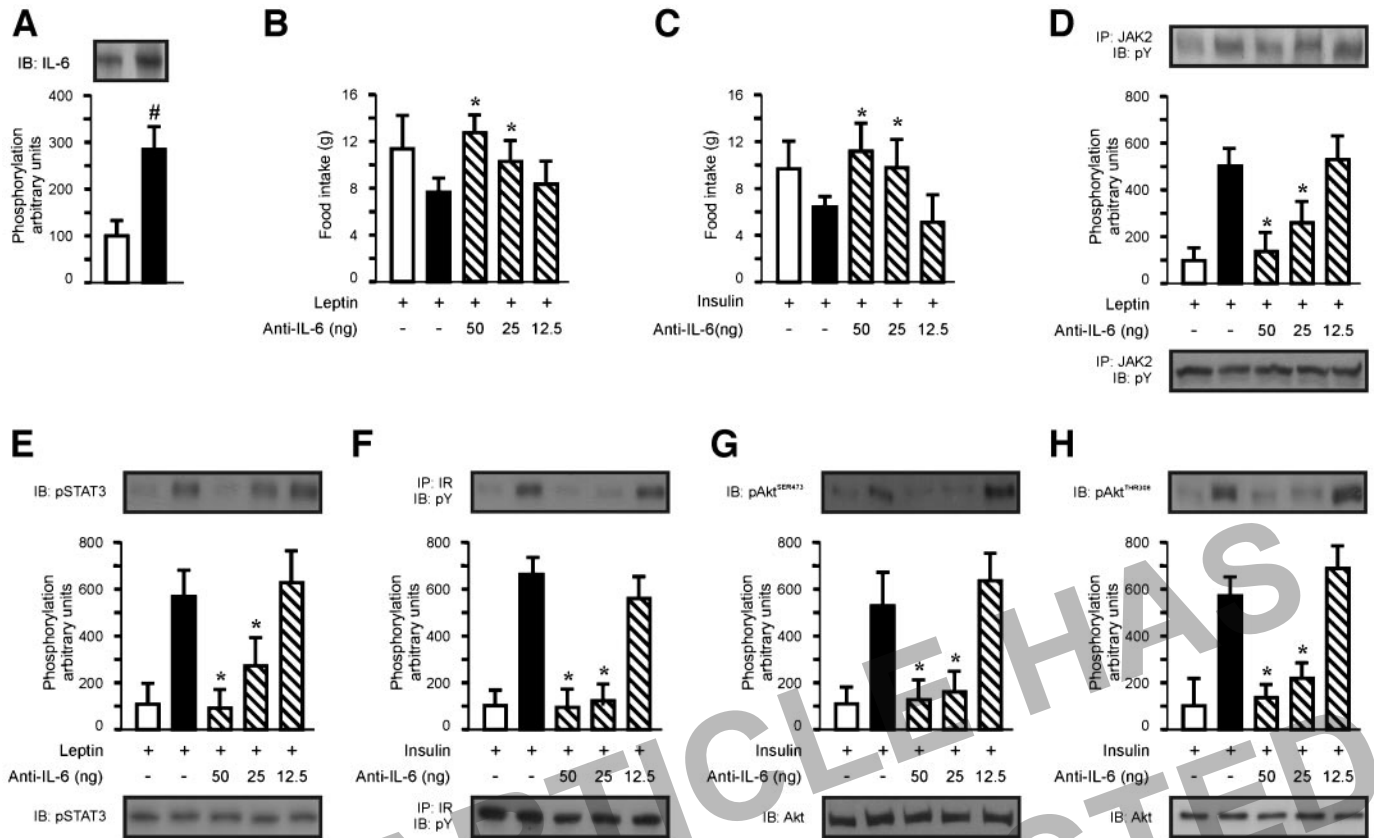 A
IB: IL-6
Phosphorylation
arbitrary units
400
300
200
100
0
#
B
Food intake (g)
16
12
8
4
0
* *
Leptin + + + + +
Anti-IL-6 (ng) - - 50 25 12.5
C
Food intake (g)
16
12
8
4
0
* *
Insulin + + + + +
Anti-IL-6(ng) - - 50 25 12.5
D
IP: JAK2
IB: pY
Phosphorylation
arbitrary units
800
600
400
200
0
* *
Leptin + + + + +
Anti-IL-6 (ng) - - 50 25 12.5
IP: JAK2
IB: pY
E
IB: pSTAT3
Phosphorylation
arbitrary units
800
600
400
200
0
* *
Leptin + + + + +
Anti-IL-6 (ng) - - 50 25 12.5
IB: pSTAT3
F
IP: IR
IB: pY
Phosphorylation
arbitrary units
800
600
400
200
0
* *
Insulin + + + + +
Anti-IL-6 (ng) - - 50 25 12.5
IP: IR
IB: pY
G
IB: pAkt^SER473
Phosphorylation
arbitrary units
800
600
400
200
0
* *
Insulin + + + + +
Anti-IL-6 (ng) - - 50 25 12.5
IB: Akt
H
IB: pAkt^THR308
Phosphorylation
arbitrary units
800
600
400
200
0
* *
Insulin + + + + +
Anti-IL-6 (ng) - - 50 25 12.5
IB: Akt
HAS